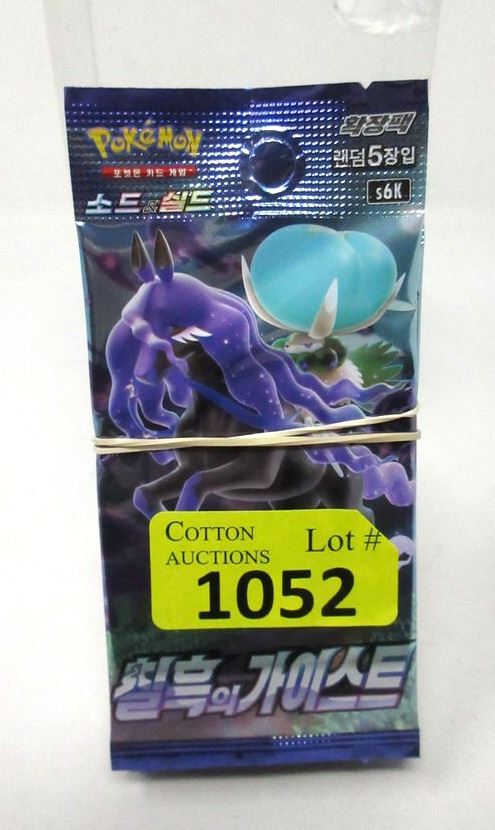 POKéMON
포켓몬 카드 게임
소드&실드
확장팩
랜덤5장입
s6K
COTTON
AUCTIONS
Lot #
1052
칠흑의 가이스트